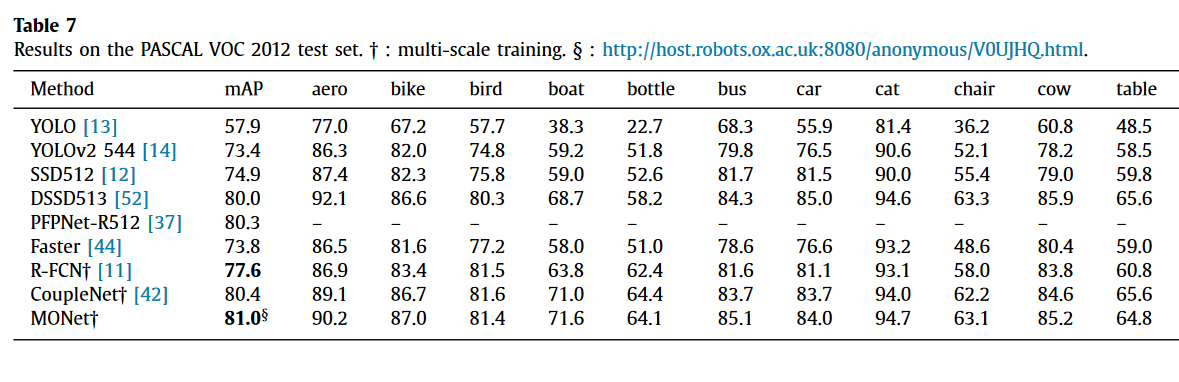 Table 7
Results on the PASCAL VOC 2012 test set. † : multi-scale training. § : http://host.robots.ox.ac.uk:8080/anonymous/V0UJHQ.html.
Method mAP aero bike bird boat bottle bus car cat chair cow table
YOLO [13] 57.9 77.0 67.2 57.7 38.3 22.7 68.3 55.9 81.4 36.2 60.8 48.5
YOLOv2 544 [14] 73.4 86.3 82.0 74.8 59.2 51.8 79.8 76.5 90.6 52.1 78.2 58.5
SSD512 [12] 74.9 87.4 82.3 75.8 59.0 52.6 81.7 81.5 90.0 55.4 79.0 59.8
DSSD513 [52] 80.0 92.1 86.6 80.3 68.7 58.2 84.3 85.0 94.6 63.3 85.9 65.6
PFPNet-R512 [37] 80.3 – – – – – – – – – – –
Faster [44] 73.8 86.5 81.6 77.2 58.0 51.0 78.6 76.6 93.2 48.6 80.4 59.0
R-FCN† [11] 77.6 86.9 83.4 81.5 63.8 62.4 81.6 81.1 93.1 58.0 83.8 60.8
CoupleNet† [42] 80.4 89.1 86.7 81.6 71.0 64.4 83.7 83.7 94.0 62.2 84.6 65.6
MONet† 81.0§ 90.2 87.0 81.4 71.6 64.1 85.1 84.0 94.7 63.1 85.2 64.8